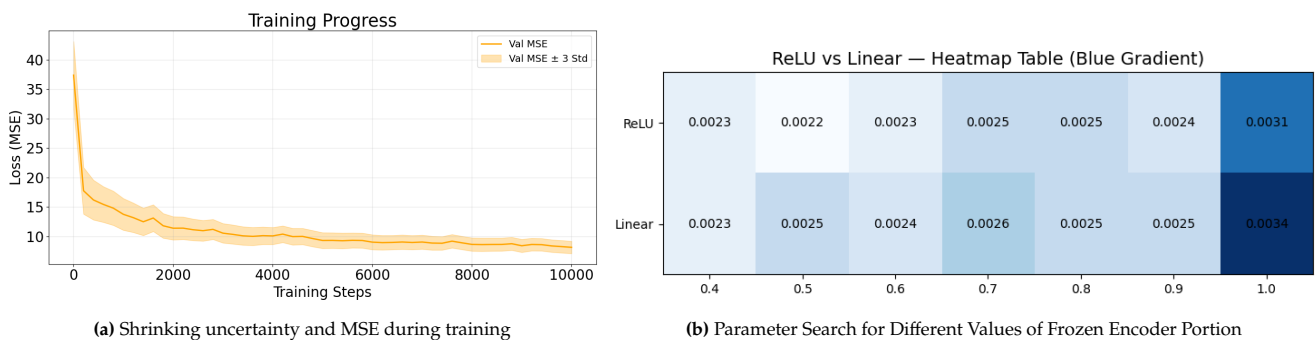 Training Progress
Val MSE
Val MSE ± 3 Std
Loss (MSE)
40
35
30
25
20
15
10
0 2000 4000 6000 8000 10000
Training Steps
(a) Shrinking uncertainty and MSE during training
ReLU vs Linear — Heatmap Table (Blue Gradient)
ReLU 0.0023 0.0022 0.0023 0.0025 0.0025 0.0024 0.0031
Linear 0.0023 0.0025 0.0024 0.0026 0.0025 0.0025 0.0034
0.4 0.5 0.6 0.7 0.8 0.9 1.0
(b) Parameter Search for Different Values of Frozen Encoder Portion